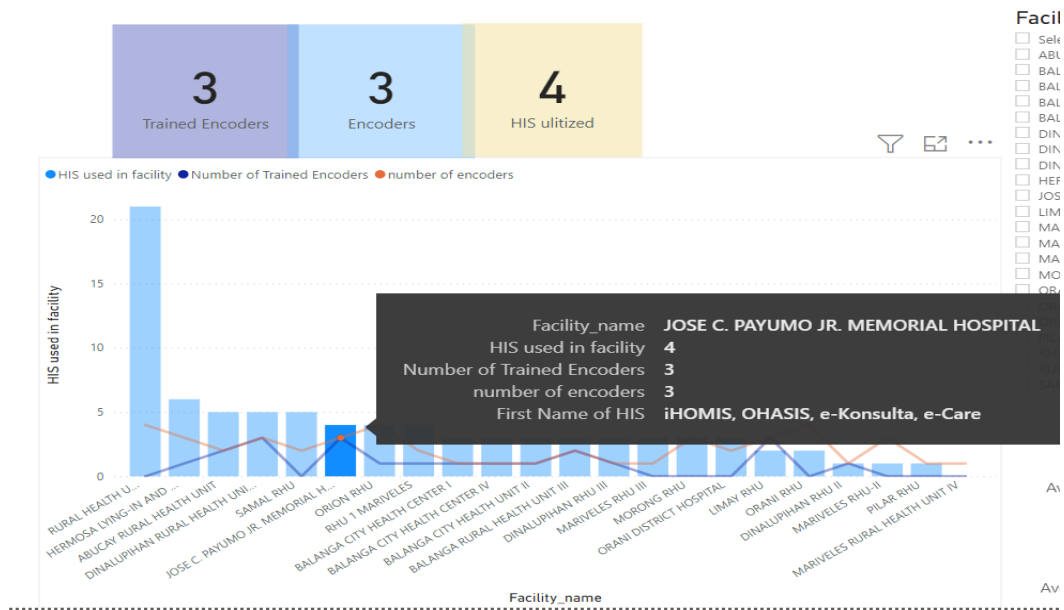 3
Trained Encoders
3
Encoders
4
HIS ulitized
HIS used in facility
Number of Trained Encoders
number of encoders
HIS used in facility
20
15
10
5
0
Facility_name JOSE C. PAYUMO JR. MEMORIAL HOSPITAL
HIS used in facility 4
Number of Trained Encoders 3
number of encoders 3
First Name of HIS iHOMIS, OHASIS, e-Konsulta, e-Care
RURAL HEALTH U...
HERMOSA LYING-IN AND ...
ABUCAY RURAL HEALTH UNIT
DINALUPIHAN RURAL HEALTH UNI...
SAMAL RHU
JOSE C. PAYUMO JR. MEMORIAL H...
ORION RHU
RHU 1 MARIVELES
BALANGA CITY HEALTH CENTER I
BALANGA CITY HEALTH CENTER IV
BALANGA CITY HEALTH UNIT II
BALANGA RURAL HEALTH UNIT III
DINALUPIHAN RHU III
MARIVELES RHU III
MORONG RHU
ORANI DISTRICT HOSPITAL
LIMAY RHU
ORANI RHU
DINALUPIHAN RHU II
MARIVELES RHU-II
PILAR RHU
MARIVELES RURAL HEALTH UNIT IV
Facility_name
Facil
Sele
ABU
BAL
BAL
BAL
BAL
DIN
DIN
DIN
HER
JOS
LIM
MA
MA
MA
MO
ORA
Av
Av